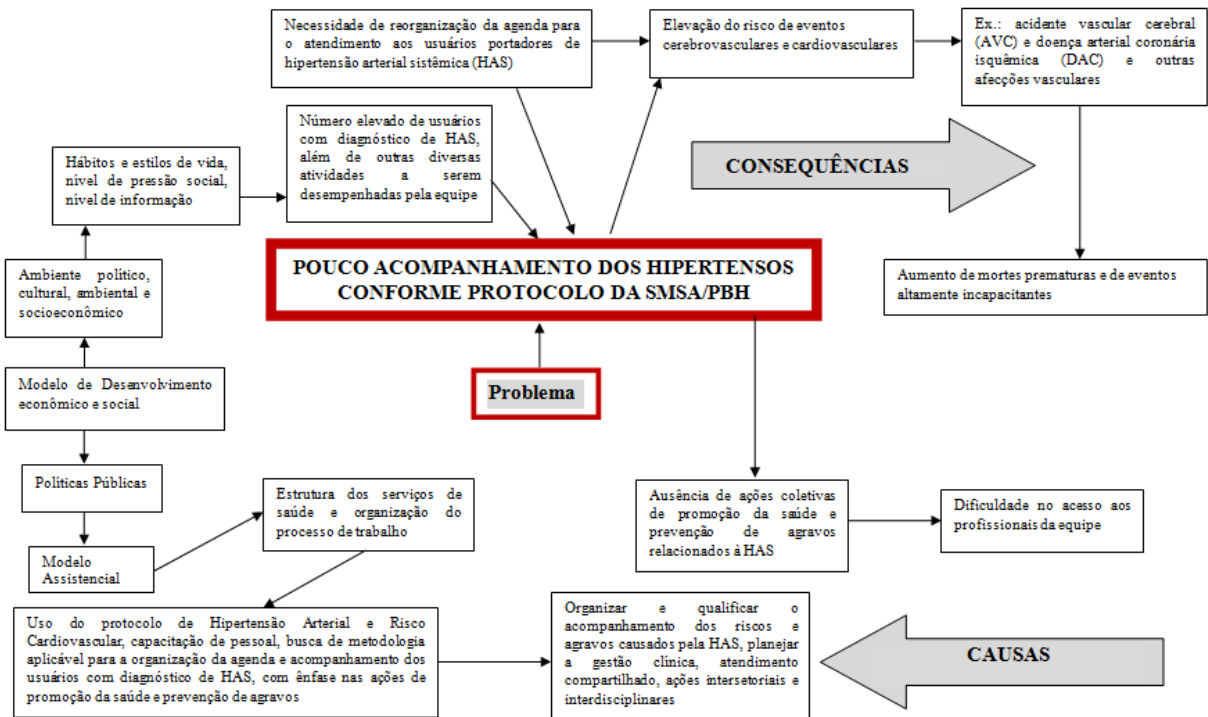 Necessidade de reorganização da agenda para
o atendimento aos usuários portadores de
hipertensão arterial sistêmica (HAS)
Elevação do risco de eventos
cerebrovasculares e cardiovasculares
Ex.: acidente vascular cerebral
(AVC) e doença arterial coronária
isquêmica (DAC) e outras
afecções vasculares
Número elevado de usuários
com diagnóstico de HAS,
além de outras diversas
atividades a serem
desempenhadas pela equipe
Hábitos e estilos de vida,
nível de pressão social,
nível de informação
CONSEQUÊNCIAS
POUCO ACOMPANHAMENTO DOS HIPERTENSOS
CONFORME PROTOCOLO DA SMSA/PBH
Ambiente político,
cultural, ambiental e
socioeconômico
Aumento de mortes prematuras e de eventos
altamente incapacitantes
Modelo de Desenvolvimento
econômico e social
Problema
Políticas Públicas
Estrutura dos serviços de
saúde e organização do
processo de trabalho
Ausência de ações coletivas
de promoção da saúde e
prevenção de agravos
relacionados à HAS
Dificuldade no acesso aos
profissionais da equipe
Modelo
Assistencial
Uso do protocolo de Hipertensão Arterial e Risco
Cardiovascular, capacitação de pessoal, busca de metodologia
aplicável para a organização da agenda e acompanhamento dos
usuários com diagnóstico de HAS, com ênfase nas ações de
promoção da saúde e prevenção de agravos
Organizar e qualificar o
acompanhamento dos riscos e
agravos causados pela HAS, planejar
a gestão clínica, atendimento
compartilhado, ações intersetoriais e
interdisciplinares
CAUSAS